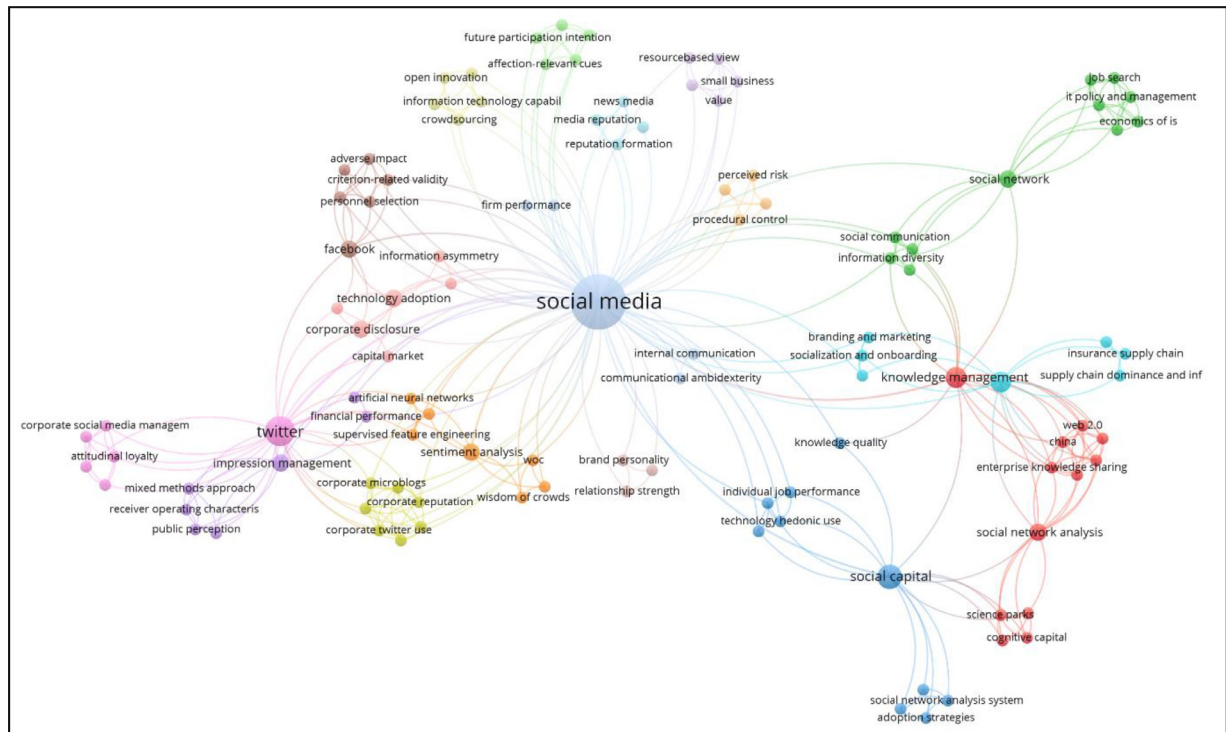 future participation intention
affection-relevant cues
open innovation
information technology capabil
crowdsourcing
resourcebased view
small business
value
news media
media reputation
reputation formation
job search
it policy and management
economics of is
adverse impact
criterion-related validity
personnel selection
firm performance
perceived risk
procedural control
social network
facebook
information asymmetry
social communication
information diversity
technology adoption
social media
corporate disclosure
capital market
internal communication
communicational ambidexterity
branding and marketing
socialization and onboarding
knowledge management
insurance supply chain
supply chain dominance and inf
artificial neural networks
financial performance
supervised feature engineering
corporate social media managem
twitter
attitudinal loyalty
impression management
sentiment analysis
knowledge quality
web 2.0
china
enterprise knowledge sharing
woc
wisdom of crowds
brand personality
relationship strength
corporate microblogs
corporate reputation
corporate twitter use
mixed methods approach
receiver operating characteris
public perception
individual job performance
technology hedonic use
social network analysis
social capital
science parks
cognitive capital
social network analysis system
adoption strategies